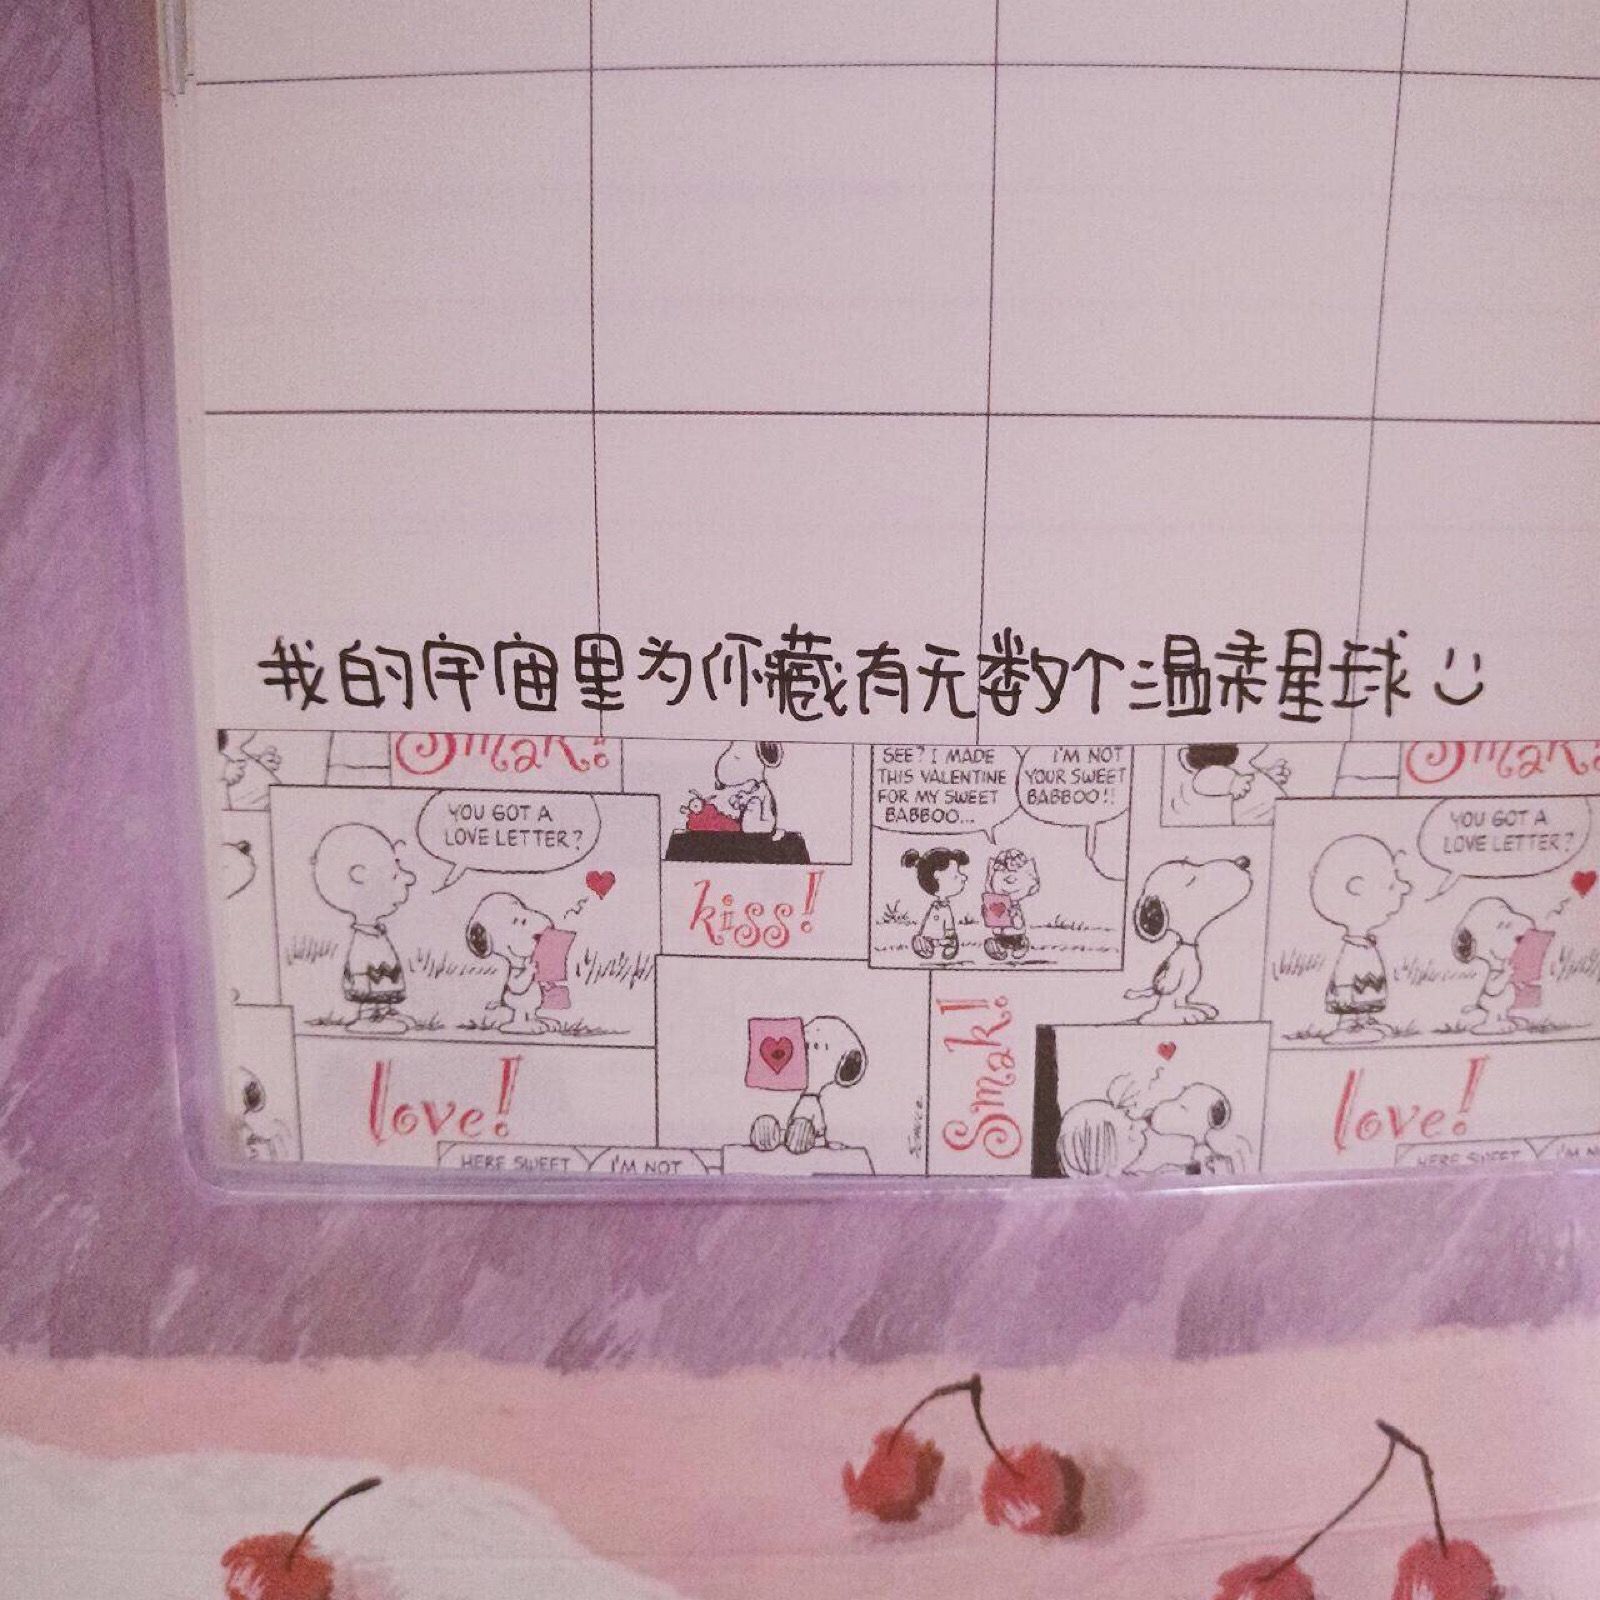 我的宇宙里为你藏有无数个温柔星球
Smak!
SEE? I MADE
THIS VALENTINE
FOR MY SWEET
BABBOO...
I'M NOT
YOUR SWEET
BABBOO!!
Smak!
YOU GOT A
LOVE LETTER?
kiss!
YOU GOT A
LOVE LETTER?
Smak!
love!
love!
HERE SWEET
I'M NOT
HERE SWEET
I'M N